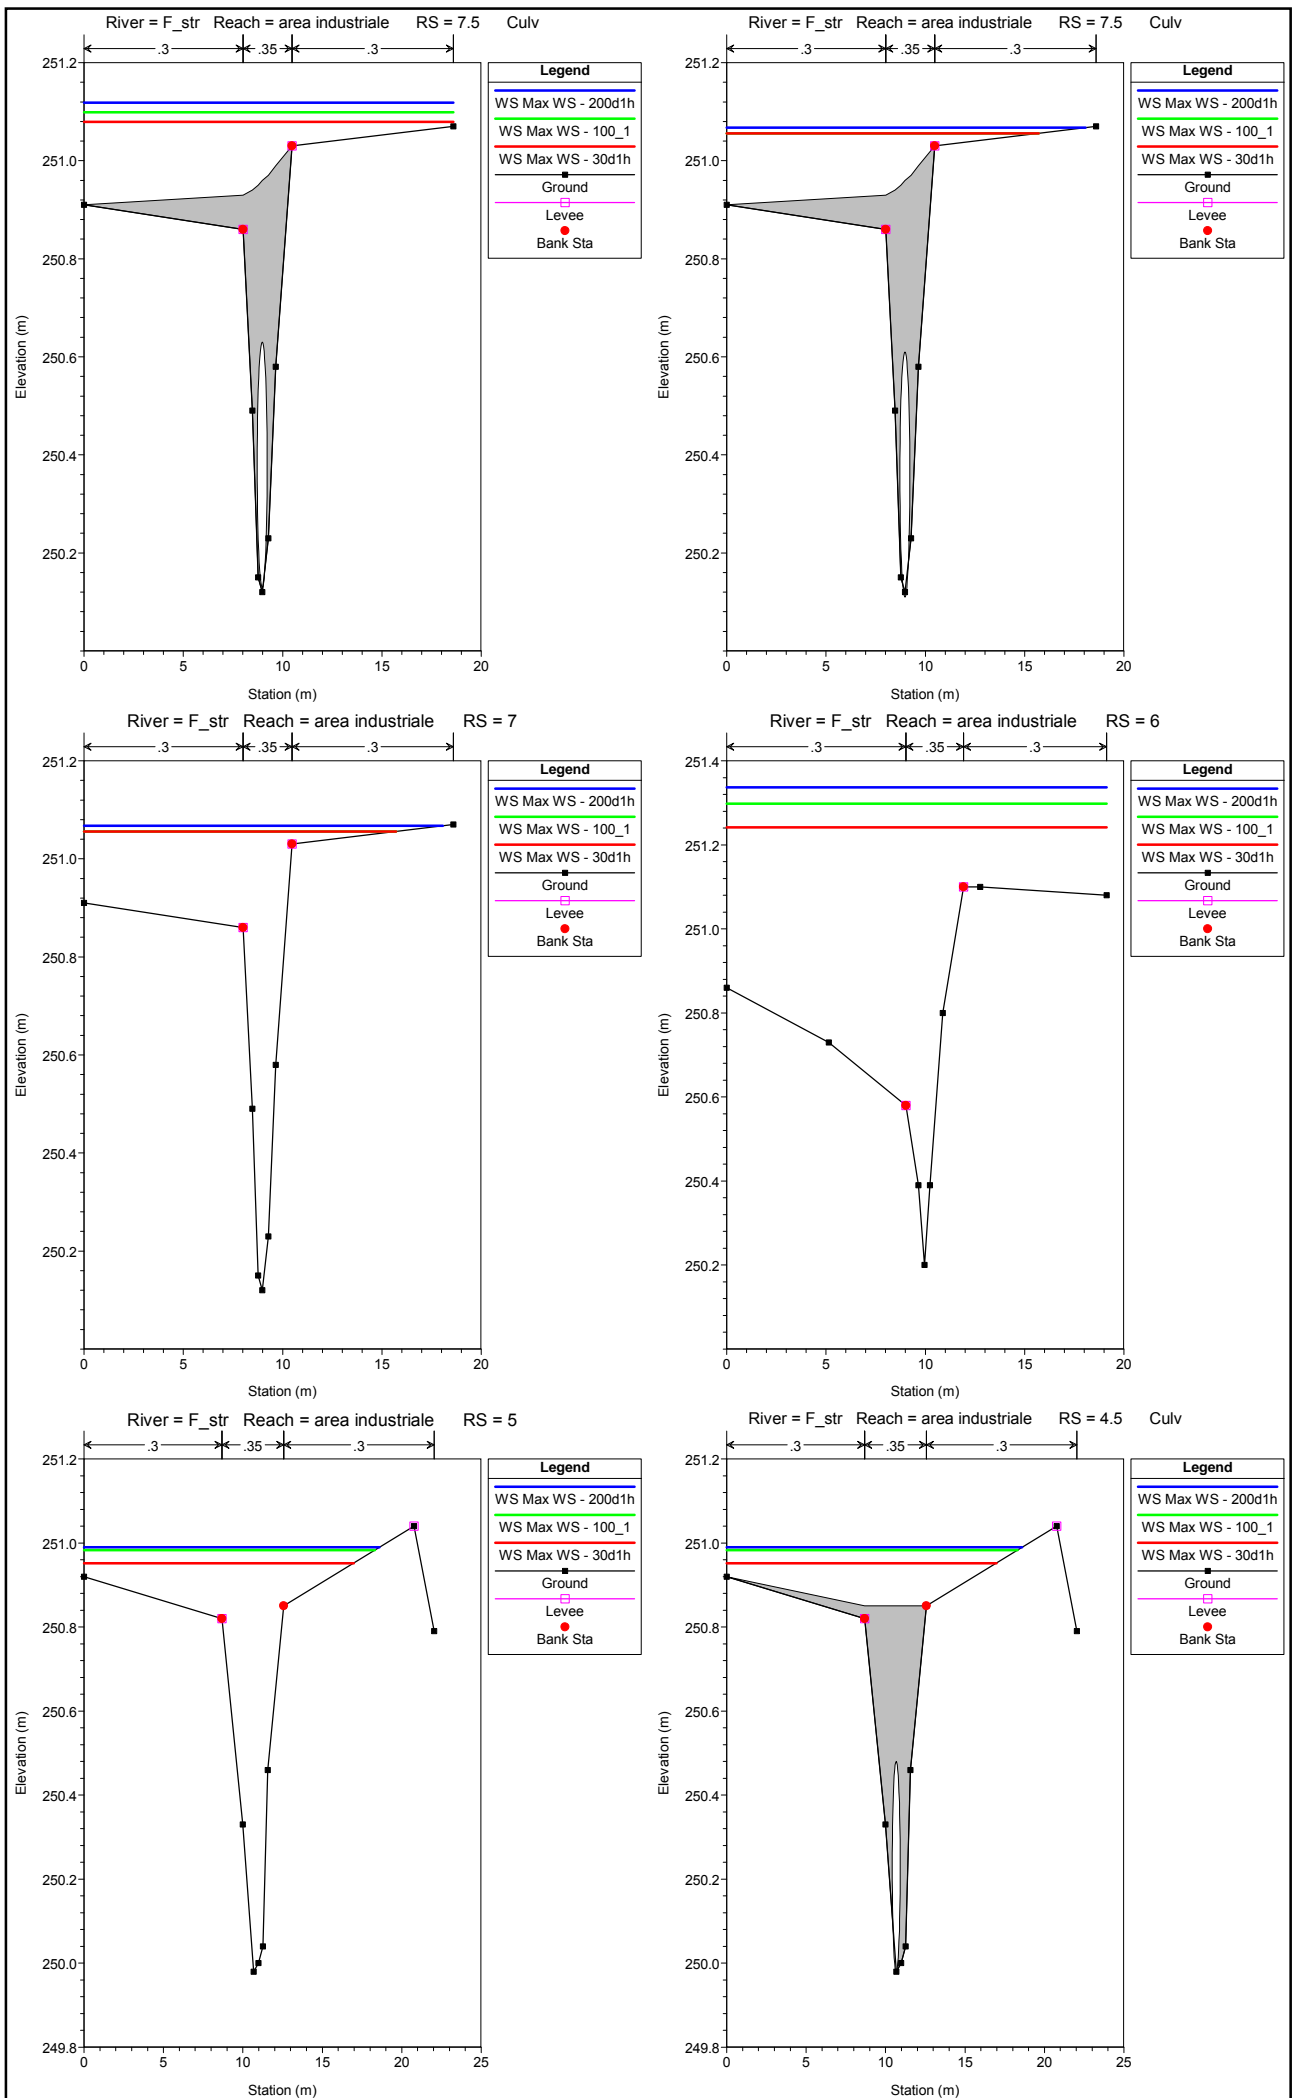 River = F_str Reach = area industriale RS = 7.5 Culv
.3 .35 .3
251.2
251.0
250.8
250.6
250.4
250.2
Elevation (m)
0 5 10 15 20
Station (m)
Legend
WS Max WS - 200d1h
WS Max WS - 100_1
WS Max WS - 30d1h
Ground
Levee
Bank Sta
River = F_str Reach = area industriale RS = 7.5 Culv
.3 .35 .3
251.2
251.0
250.8
250.6
250.4
250.2
Elevation (m)
0 5 10 15 20
Station (m)
Legend
WS Max WS - 200d1h
WS Max WS - 100_1
WS Max WS - 30d1h
Ground
Levee
Bank Sta
River = F_str Reach = area industriale RS = 7
.3 .35 .3
251.2
251.0
250.8
250.6
250.4
250.2
Elevation (m)
0 5 10 15 20
Station (m)
Legend
WS Max WS - 200d1h
WS Max WS - 100_1
WS Max WS - 30d1h
Ground
Levee
Bank Sta
River = F_str Reach = area industriale RS = 6
.3 .35 .3
251.4
251.2
251.0
250.8
250.6
250.4
250.2
Elevation (m)
0 5 10 15 20
Station (m)
Legend
WS Max WS - 200d1h
WS Max WS - 100_1
WS Max WS - 30d1h
Ground
Levee
Bank Sta
River = F_str Reach = area industriale RS = 5
.3 .35 .3
251.2
251.0
250.8
250.6
250.4
250.2
250.0
249.8
Elevation (m)
0 5 10 15 20 25
Station (m)
Legend
WS Max WS - 200d1h
WS Max WS - 100_1
WS Max WS - 30d1h
Ground
Levee
Bank Sta
River = F_str Reach = area industriale RS = 4.5 Culv
.3 .35 .3
251.2
251.0
250.8
250.6
250.4
250.2
250.0
249.8
Elevation (m)
0 5 10 15 20 25
Station (m)
Legend
WS Max WS - 200d1h
WS Max WS - 100_1
WS Max WS - 30d1h
Ground
Levee
Bank Sta